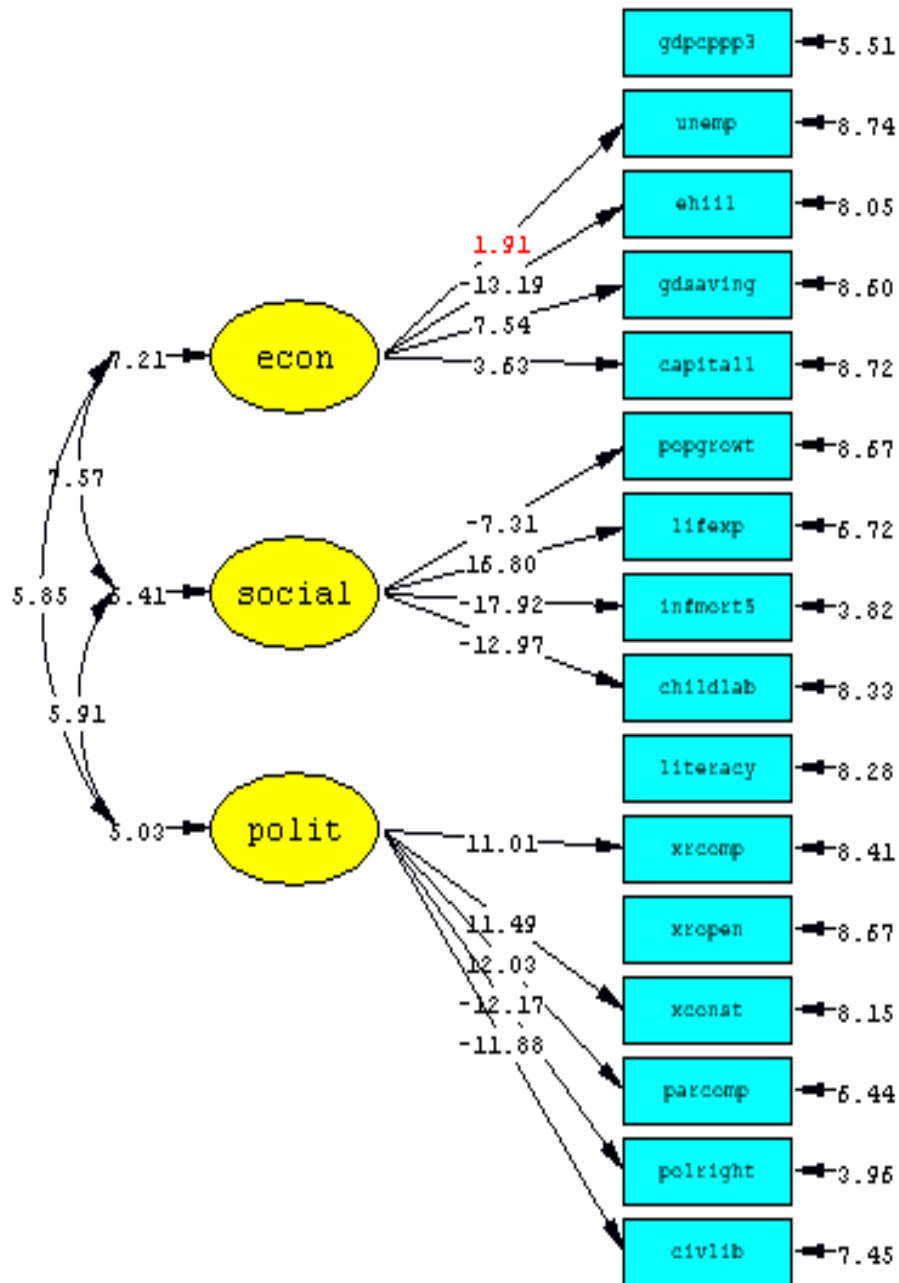 gdpcppp3 5.51
unemp 8.74
ehiil 8.05
1.91
-13.19
gdsaving 8.60
7.54
econ
7.21
3.63
capitall 8.72
popgrowt 8.67
7.57
-7.31
lifexp 6.72
16.80
5.85
social
-17.92
infmort5 3.82
-12.97
childlab 8.33
5.91
literacy 8.28
5.03
polit
11.01
xrcomp 8.41
11.49
xropen 8.67
12.03
-12.17
xconst 8.15
-11.88
parcomp 6.44
polright 3.96
civlib 7.45